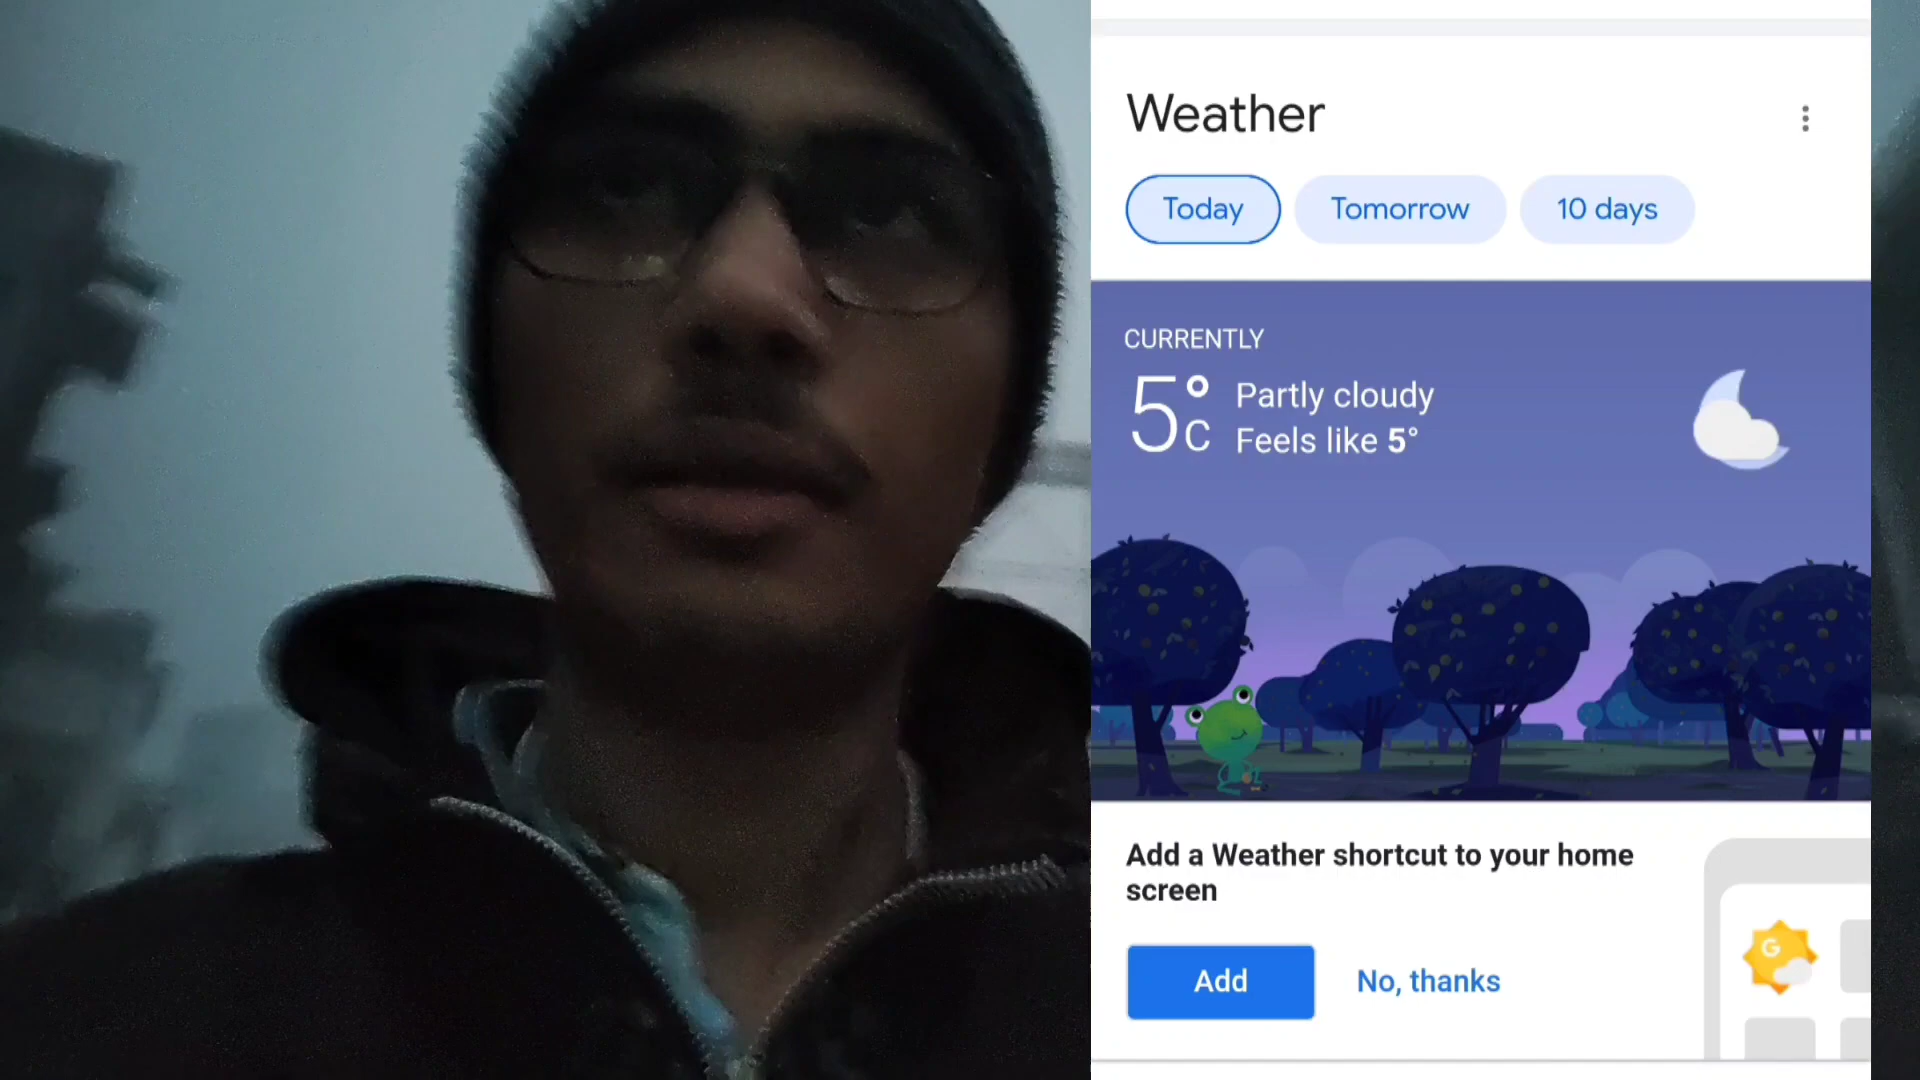 Weather
Today
Tomorrow
10 days
CURRENTLY
5°C
Partly cloudy
Feels like 5°
Add a Weather shortcut to your home
screen
G
Add
No, thanks